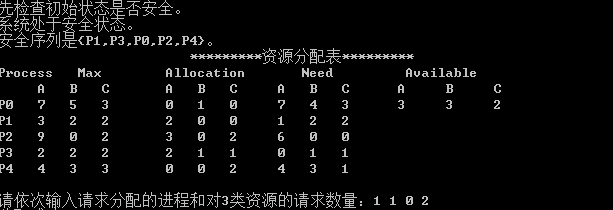 先检查初始状态是否安全。
系统处于安全状态。
安全序列是{P1,P3,P0,P2,P4}。
*********资源分配表*********
Process Max Allocation Need Available
A B C A B C A B C A B C
P0 7 5 3 0 1 0 7 4 3 3 3 2
P1 3 2 2 2 0 0 1 2 2
P2 9 0 2 3 0 2 6 0 0
P3 2 2 2 2 1 1 0 1 1
P4 4 3 3 0 0 2 4 3 1
请依次输入请求分配的进程和对3类资源的请求数量：1 1 0 2